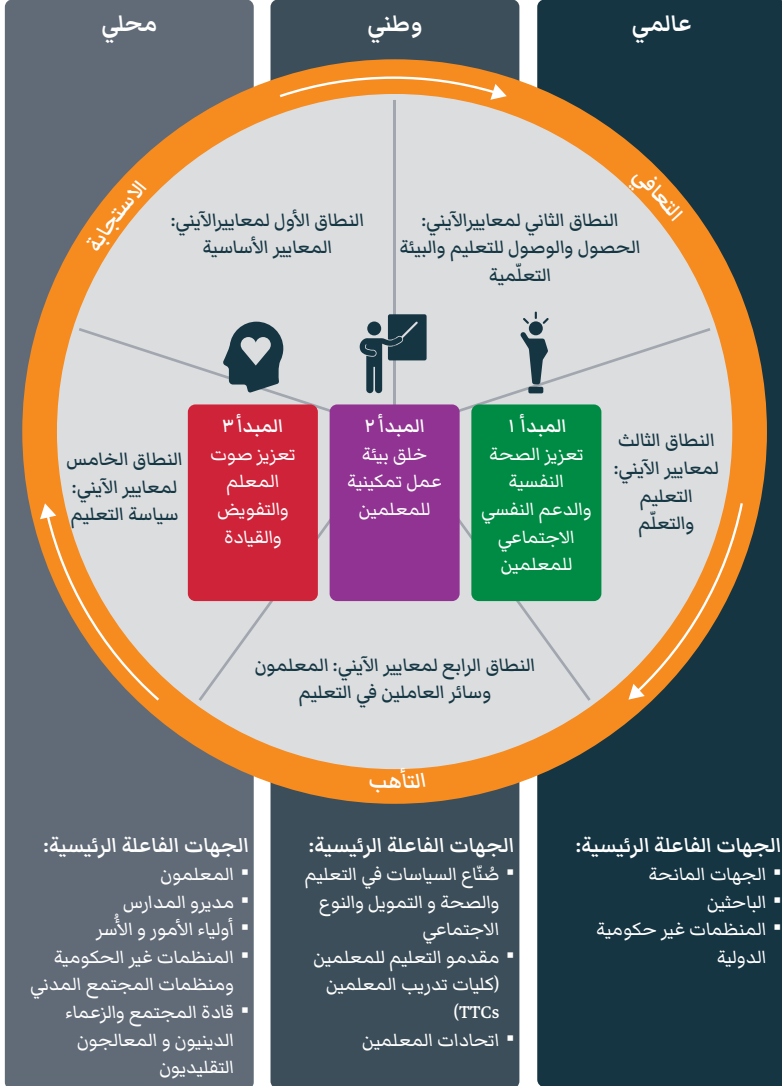 عالمي
وطني
محلي
التعافي
الاستجابة
النطاق الثاني لمعاييرالآيني:
الحصول والوصول للتعليم والبيئة
التعلّمية
النطاق الأول لمعاييرالآيني:
المعايير الأساسية
النطاق الثالث
لمعايير الآيني:
التعليم
والتعلّم
المبدأ ١
تعزيز الصحة
النفسية
والدعم النفسي
الاجتماعي
للمعلمين
المبدأ ٢
خلق بيئة
عمل تمكينية
للمعلمين
المبدأ ٣
تعزيز صوت
المعلم
والتفويض
والقيادة
النطاق الخامس
لمعايير الآيني:
سياسة التعليم
النطاق الرابع لمعايير الآيني: المعلمون
وسائر العاملين في التعليم
التأهب
الجهات الفاعلة الرئيسية:
▪ الجهات المانحة
▪ الباحثين
▪ المنظمات غير حكومية
الدولية
الجهات الفاعلة الرئيسية:
▪ صُنّاع السياسات في التعليم
والصحة و التمويل والنوع
الاجتماعي
▪ مقدمو التعليم للمعلمين
(كليات تدريب المعلمين
TTCs)
▪ اتحادات المعلمين
الجهات الفاعلة الرئيسية:
▪ المعلمون
▪ مديرو المدارس
▪ أولياء الأمور و الأُسر
▪ المنظمات غير الحكومية
ومنظمات المجتمع المدني
▪ قادة المجتمع والزعماء
الدينيون و المعالجون
التقليديون